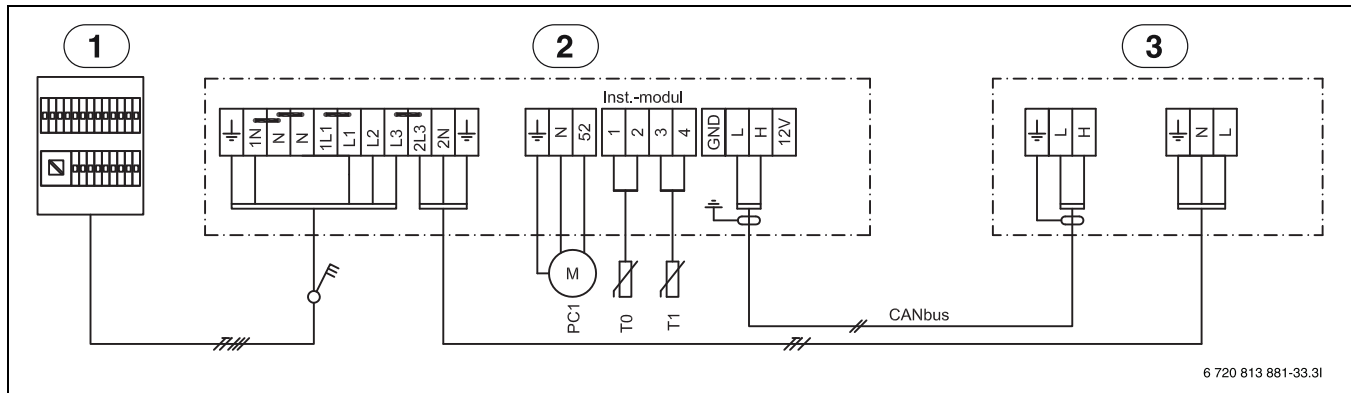 1
2
3
Inst.-modul
1N N N 1L1 L1 L2 L3 2L3 2N
N 52
1 2 3 4
GND L H 12V
L H
N L
M
PC1
T0
T1
CANbus
6 720 813 881-33.3I